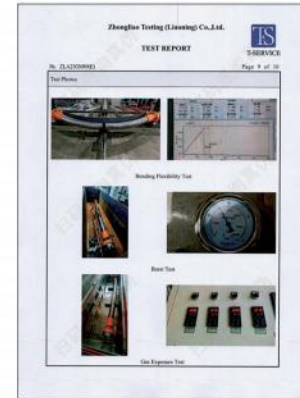 Zhongliao Testing (Liaoning) Co.,Ltd.
TEST REPORT
TS
T-SERVICE
Page 9 of 10
Test Photos
Bending Flexibility Test
Burst Test
Gas Exposure Test